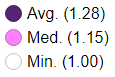 Avg. (1.28)
Med. (1.15)
Min. (1.00)